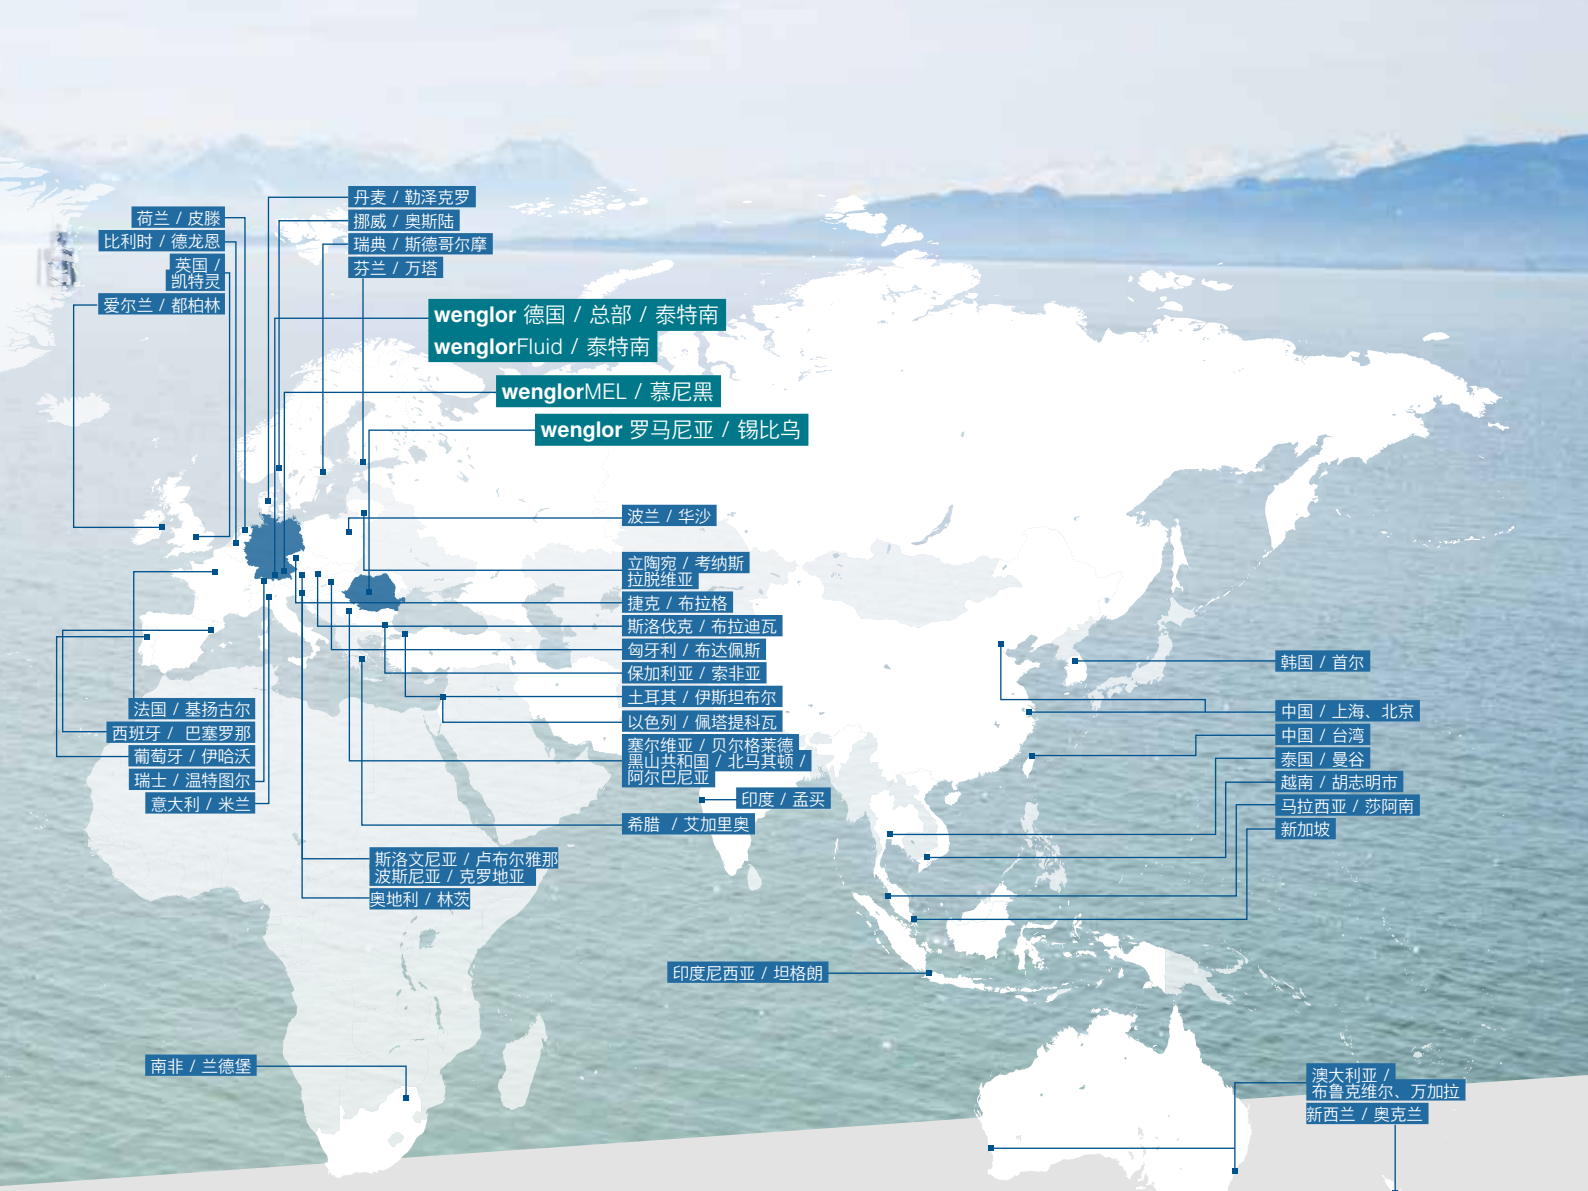 丹麦 / 勒泽克罗
挪威 / 奥斯陆
瑞典 / 斯德哥尔摩
芬兰 / 万塔
荷兰 / 皮滕
比利时 / 德龙恩
英国 /
凯特灵
爱尔兰 / 都柏林
wenglor 德国 / 总部 / 泰特南
wenglorFluid / 泰特南
wenglorMEL / 慕尼黑
wenglor 罗马尼亚 / 锡比乌
波兰 / 华沙
立陶宛 / 考纳斯
拉脱维亚
捷克 / 布拉格
斯洛伐克 / 布拉迪瓦
匈牙利 / 布达佩斯
保加利亚 / 索非亚
土耳其 / 伊斯坦布尔
以色列 / 佩塔提科瓦
塞尔维亚 / 贝尔格莱德
黑山共和国 / 北马其顿 /
阿尔巴尼亚
印度 / 孟买
希腊 / 艾加里奥
法国 / 基扬古尔
西班牙 / 巴塞罗那
葡萄牙 / 伊哈沃
瑞士 / 温特图尔
意大利 / 米兰
斯洛文尼亚 / 卢布尔雅那
波斯尼亚 / 克罗地亚
奥地利 / 林茨
韩国 / 首尔
中国 / 上海、北京
中国 / 台湾
泰国 / 曼谷
越南 / 胡志明市
马拉西亚 / 莎阿南
新加坡
印度尼西亚 / 坦格朗
南非 / 兰德堡
澳大利亚 /
布鲁克维尔、万加拉
新西兰 / 奥克兰